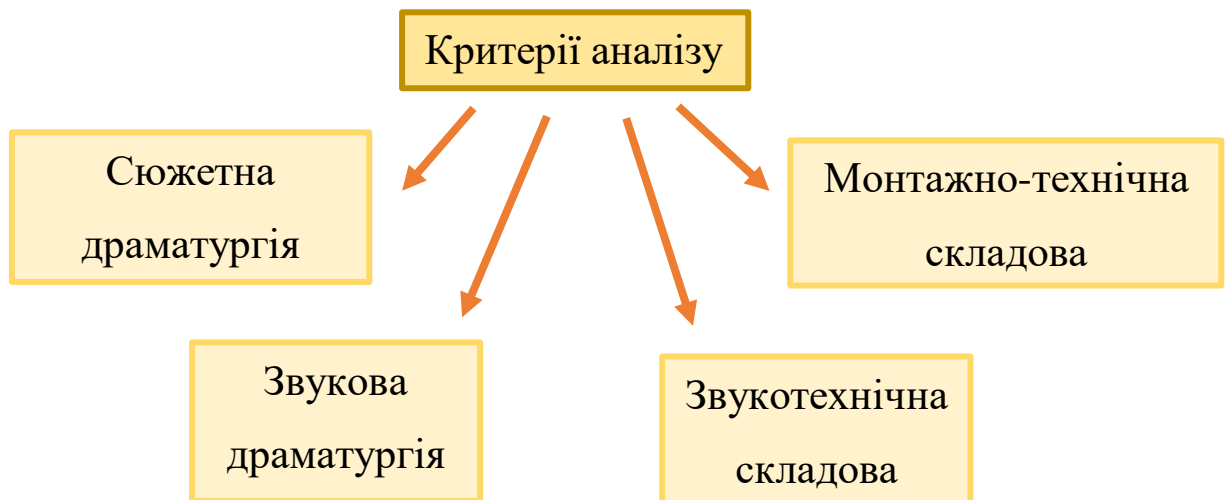 Критерії аналізу
Сюжетна
драматургія
Монтажно-технічна
складова
Звукова
драматургія
Звукотехнічна
складова